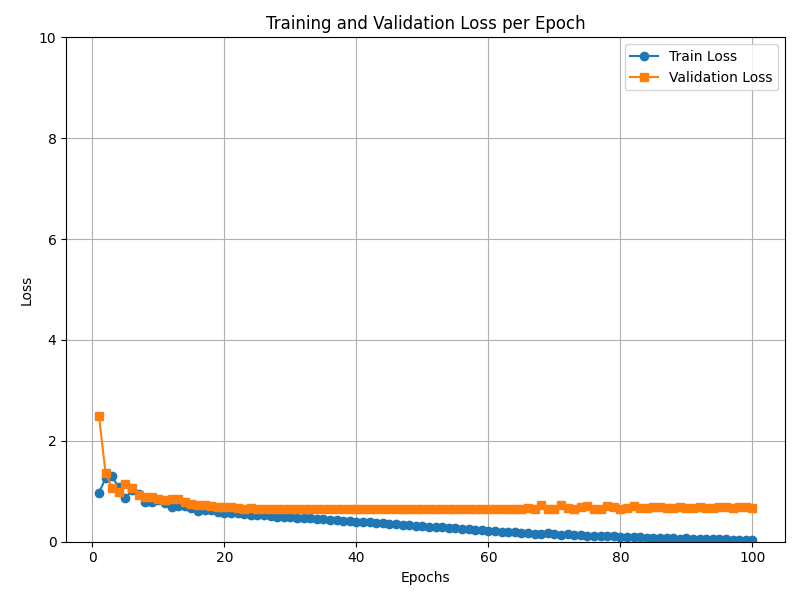 Training and Validation Loss per Epoch
10
8
6
4
2
0
Loss
Train Loss
Validation Loss
0 20 40 60 80 100
Epochs